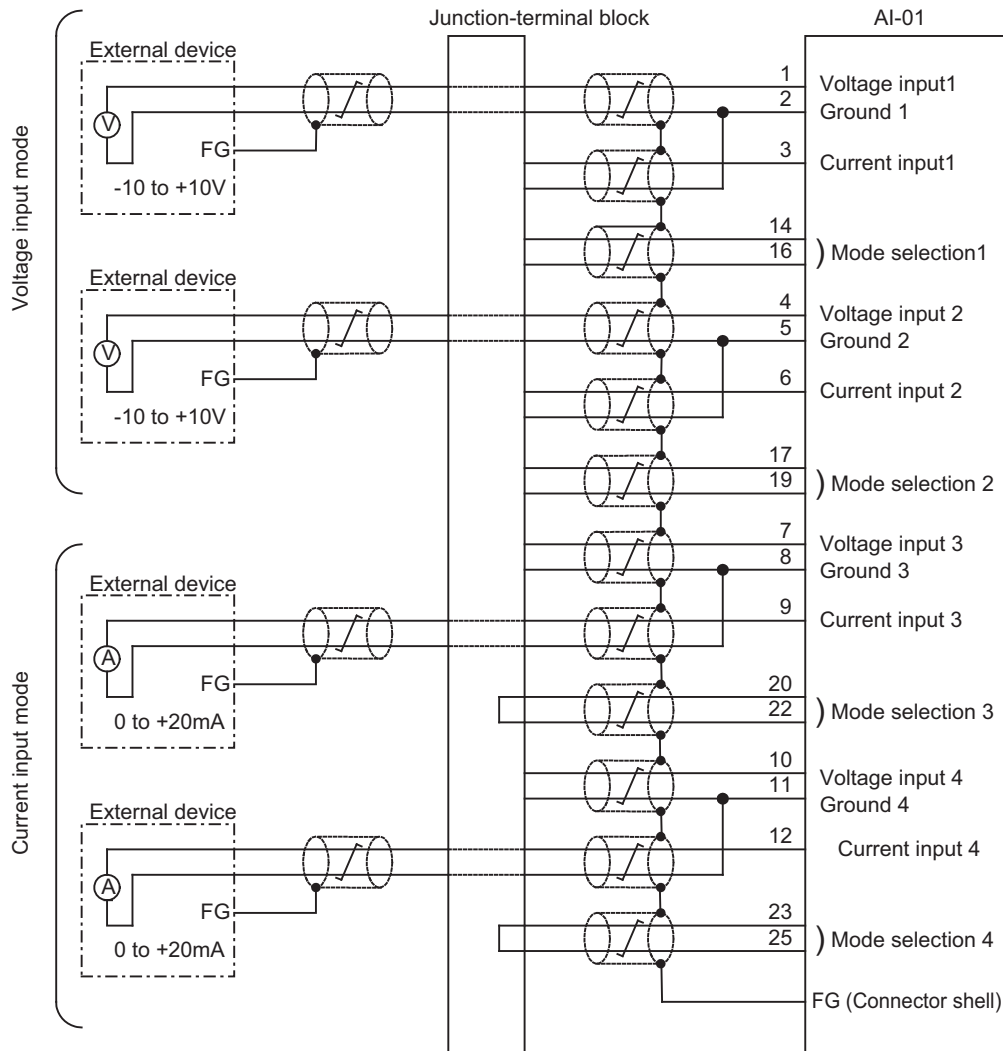 Junction-terminal block
AI-01
Voltage input mode
External device
V
FG
-10 to +10V
1
Voltage input1
2
Ground 1
3
Current input1
14
16
) Mode selection1
External device
V
FG
-10 to +10V
4
Voltage input 2
5
Ground 2
6
Current input 2
17
19
) Mode selection 2
7
Voltage input 3
8
Ground 3
Current input mode
External device
A
FG
0 to +20mA
9
Current input 3
20
22
) Mode selection 3
10
Voltage input 4
11
Ground 4
External device
A
FG
0 to +20mA
12
Current input 4
23
25
) Mode selection 4
FG (Connector shell)